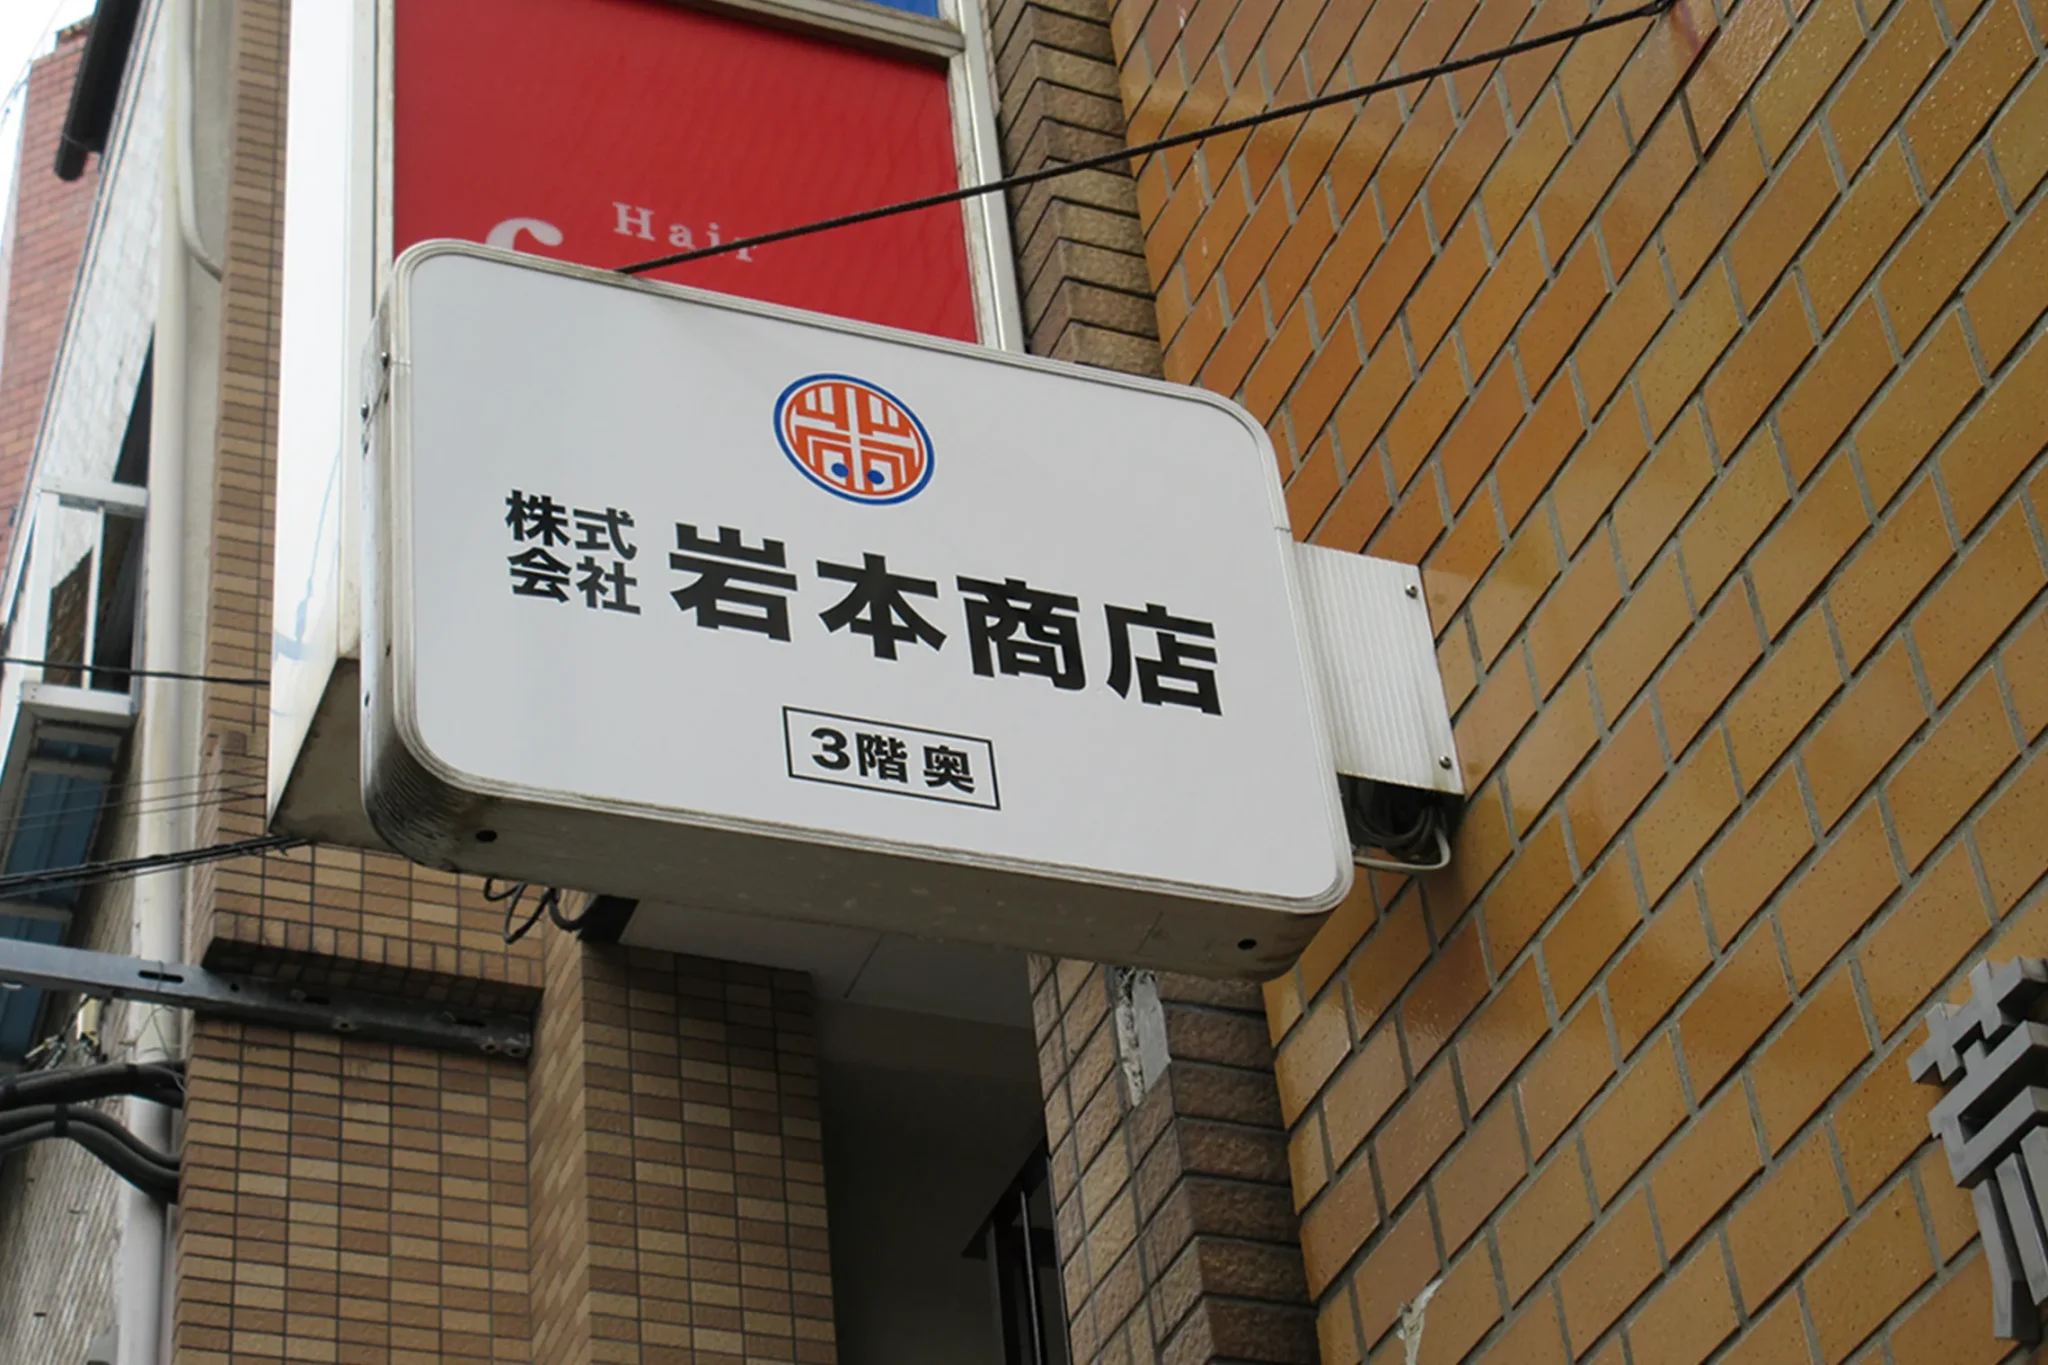 Hair
株式
会社
岩本商店
3階 奥